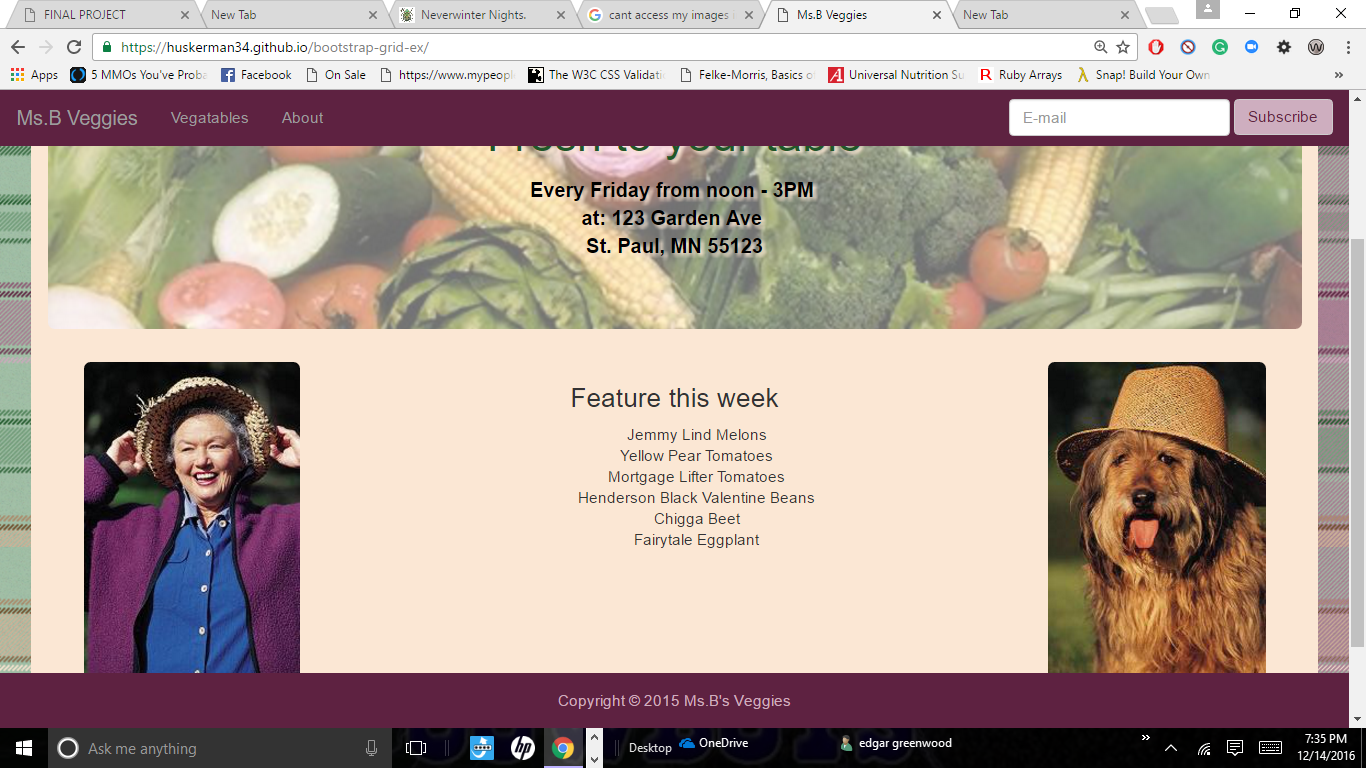 FINAL PROJECT
New Tab
Neverwinter Nights.
cant access my images i
Ms.B Veggies
New Tab
https://huskerman34.github.io/bootstrap-grid-ex/
Apps
5 MMOs You've Proba
Facebook
On Sale
https://www.mypeopl
The W3C CSS Validati
Felke-Morris, Basics o
Universal Nutrition Su
Ruby Arrays
Snap! Build Your Own
»
Ms.B Veggies
Vegatables
About
E-mail
Subscribe
Fresh to your table
Every Friday from noon - 3PM
at: 123 Garden Ave
St. Paul, MN 55123
Feature this week
Jemmy Lind Melons
Yellow Pear Tomatoes
Mortgage Lifter Tomatoes
Henderson Black Valentine Beans
Chigga Beet
Fairytale Eggplant
Copyright © 2015 Ms.B's Veggies
Ask me anything
hp
Desktop
OneDrive
edgar greenwood
»
7:35 PM
12/14/2016